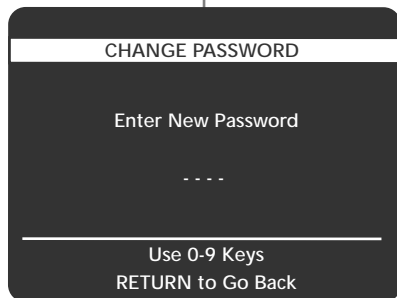 CHANGE PASSWORD
Enter New Password
- - - -
Use 0-9 Keys
RETURN to Go Back